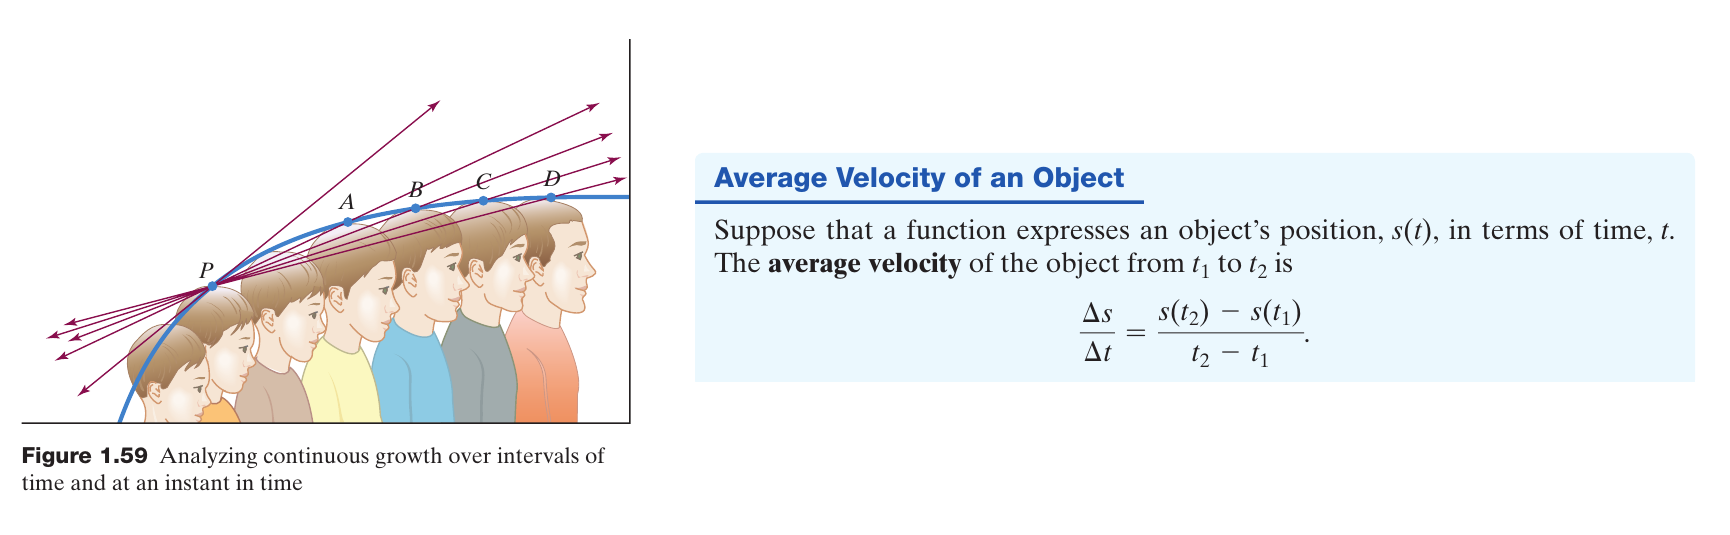 P
A
B
C
D
Figure 1.59 Analyzing continuous growth over intervals of
time and at an instant in time
Average Velocity of an Object
Suppose that a function expresses an object’s position, s(t), in terms of time, t.
The average velocity of the object from t₁ to t₂ is
Δs/Δt = (s(t₂) − s(t₁))/(t₂ − t₁).